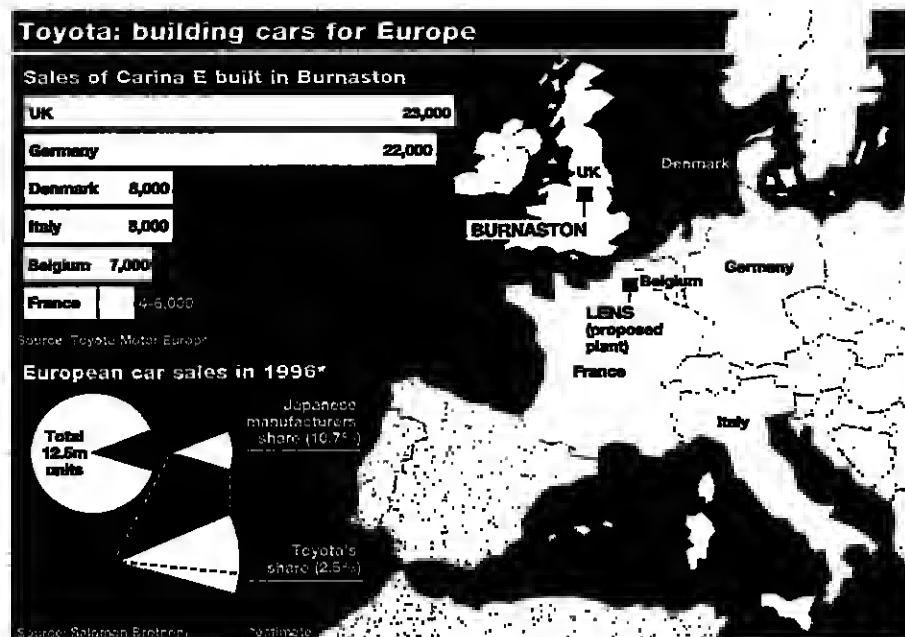 Toyota: building cars for Europe
Sales of Carina E built in Burnaston
UK 23,000
Germany 22,000
Denmark 8,000
Italy 8,000
Belgium 7,000
France 4-6,000
Source: Toyota Motor Europe
European car sales in 1996*
Total
12.5m
units
Japanese
manufacturers
share (10.7%)
Toyota's
share (2.5%)
Source: Salomon Brothers *estimate
Denmark
UK
BURNASTON
Germany
Belgium
LENS
(proposed
plant)
France
Italy